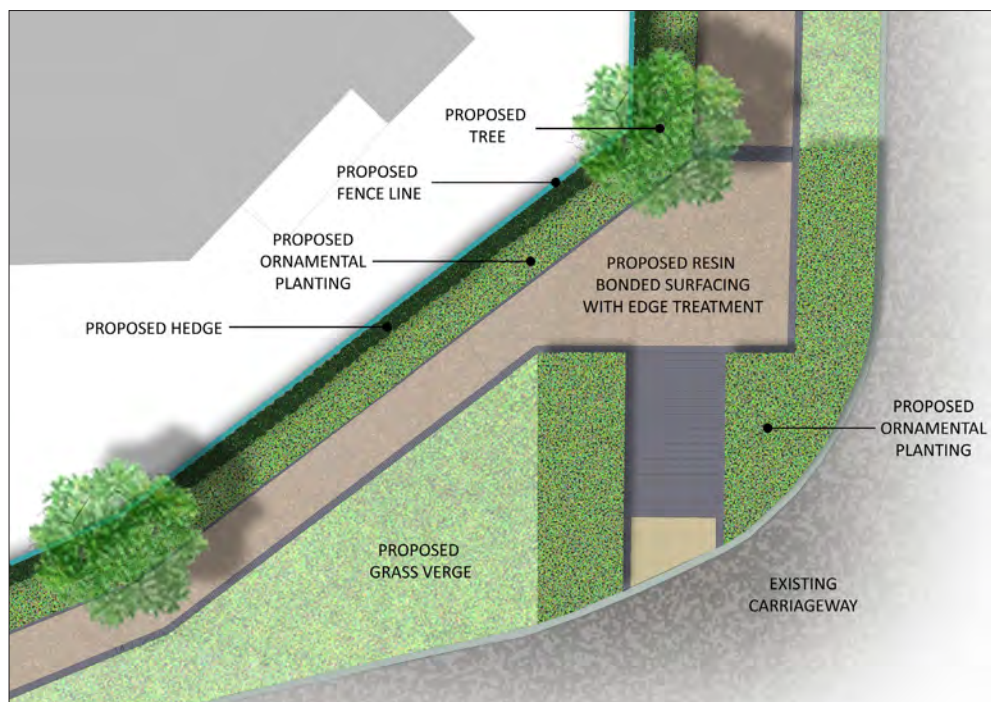 PROPOSED
TREE
PROPOSED
FENCE LINE
PROPOSED
ORNAMENTAL
PLANTING
PROPOSED RESIN
BONDED SURFACING
WITH EDGE TREATMENT
PROPOSED HEDGE
PROPOSED
ORNAMENTAL
PLANTING
PROPOSED
GRASS VERGE
EXISTING
CARRIAGEWAY